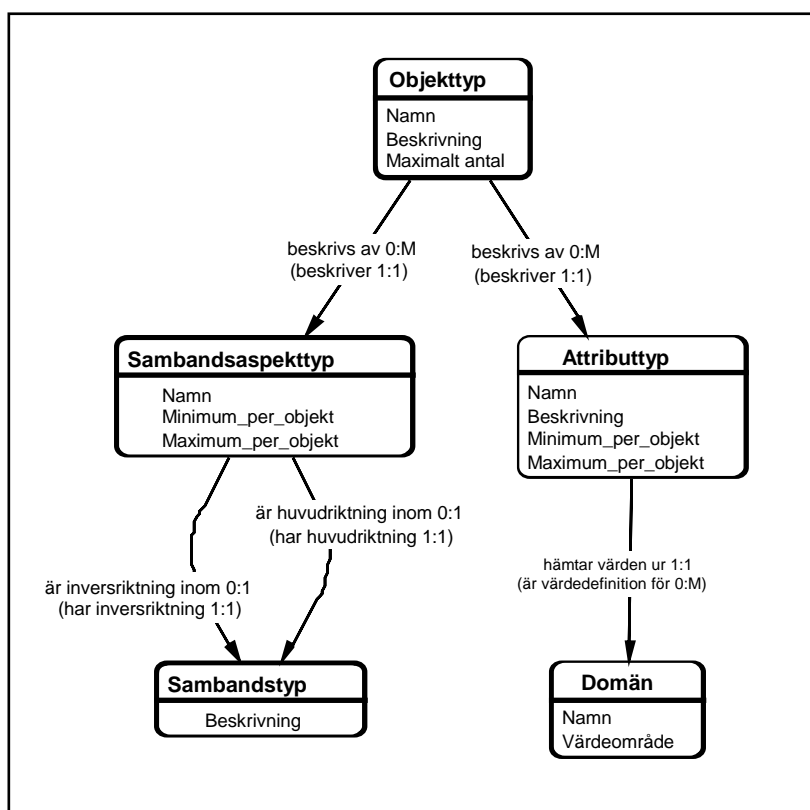 Objekttyp
Namn
Beskrivning
Maximalt antal
beskrivs av 0:M
(beskriver 1:1)
beskrivs av 0:M
(beskriver 1:1)
Sambandsaspekttyp
Namn
Minimum_per_objekt
Maximum_per_objekt
Attributtyp
Namn
Beskrivning
Minimum_per_objekt
Maximum_per_objekt
är huvudriktning inom 0:1
(har huvudriktning 1:1)
är inversriktning inom 0:1
(har inversriktning 1:1)
hämtar värden ur 1:1
(är värdedefinition för 0:M)
Sambandstyp
Beskrivning
Domän
Namn
Värdeområde